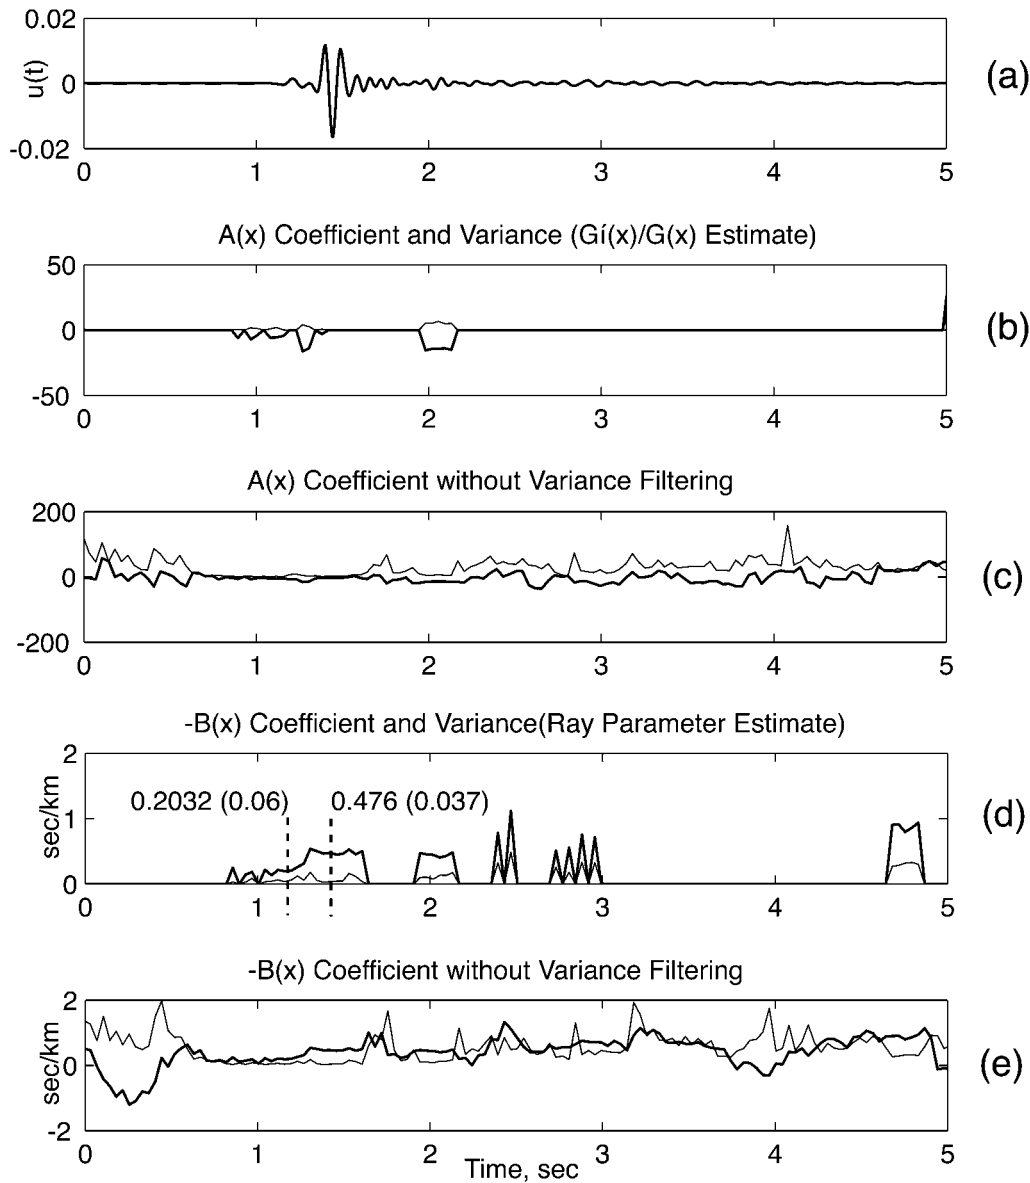 0.02
u(t)
0
-0.02
0 1 2 3 4 5
(a)
A(x) Coefficient and Variance (Gí(x)/G(x) Estimate)
50
0
-50
0 1 2 3 4 5
(b)
A(x) Coefficient without Variance Filtering
200
0
-200
0 1 2 3 4 5
(c)
-B(x) Coefficient and Variance(Ray Parameter Estimate)
2
sec/km
1
0
0.2032 (0.06)
0.476 (0.037)
0 1 2 3 4 5
(d)
-B(x) Coefficient without Variance Filtering
2
sec/km
0
-2
0 1 2 3 4 5
(e)
Time, sec